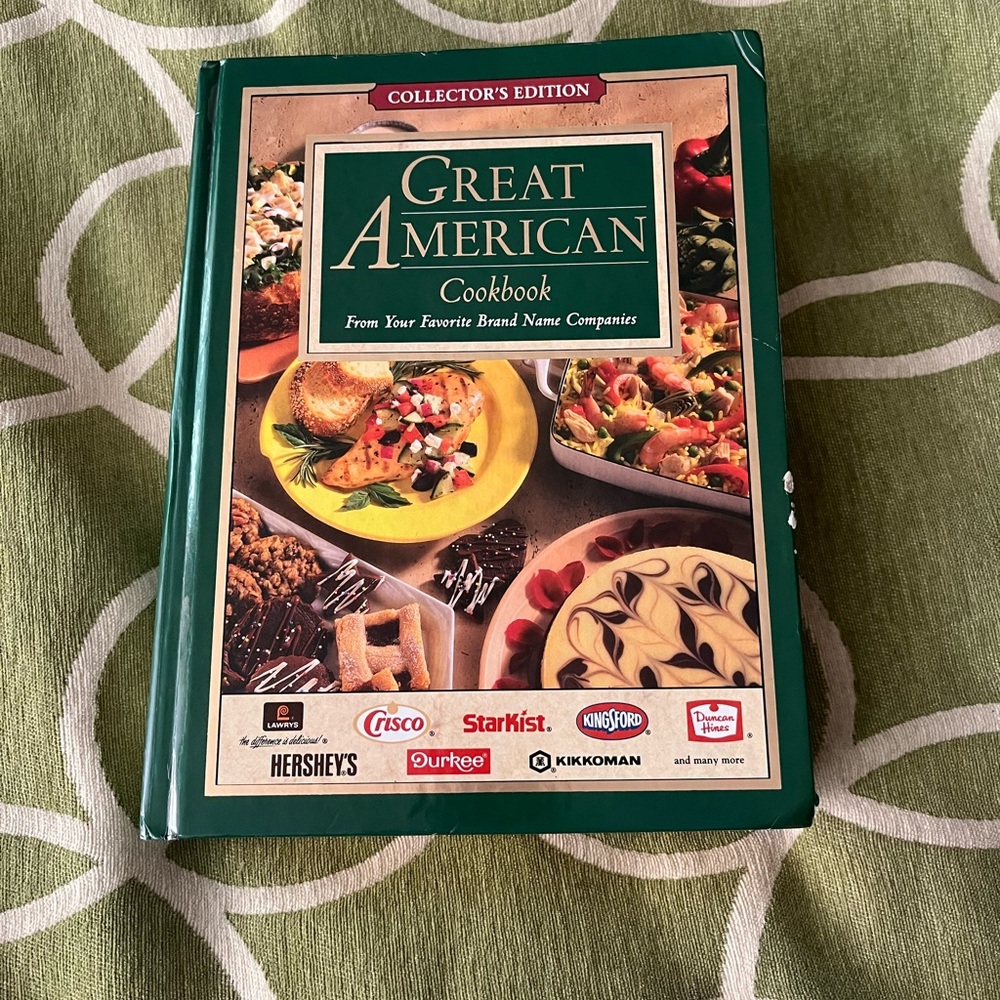 COLLECTOR'S EDITION
GREAT
AMERICAN
Cookbook
From Your Favorite Brand Name Companies
LAWRYS
the difference is delicious! ®
Crisco ®
StarKist ®
KINGSFORD ®
Duncan
Hines ®
HERSHEY'S ®
Durkee ®
KIKKOMAN ®
and many more